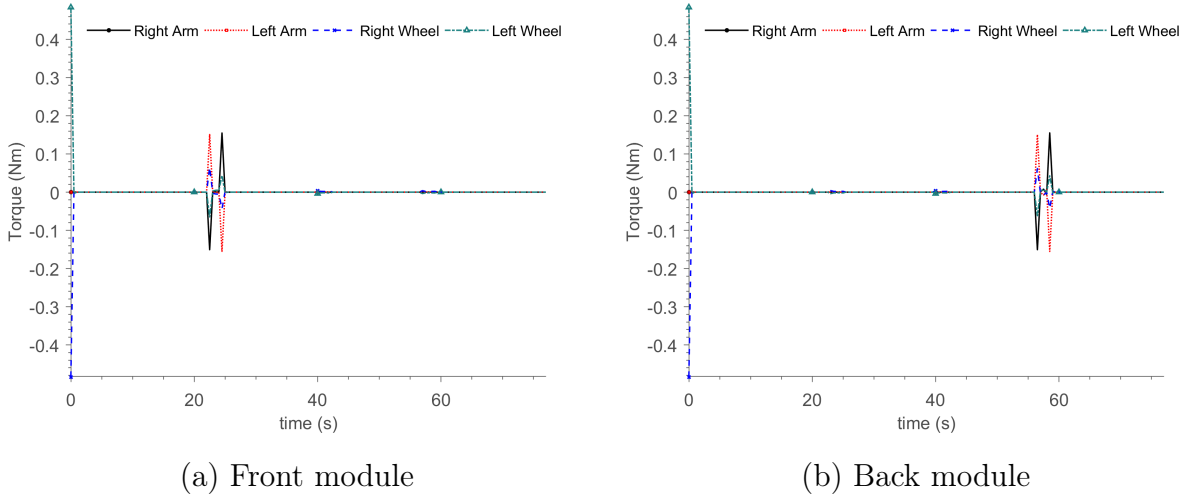 Right Arm Left Arm Right Wheel Left Wheel
0.4
0.3
0.2
0.1
0
-0.1
-0.2
-0.3
-0.4
Torque (Nm)
0 20 40 60
time (s)
(a) Front module
Right Arm Left Arm Right Wheel Left Wheel
0.4
0.3
0.2
0.1
0
-0.1
-0.2
-0.3
-0.4
Torque (Nm)
0 20 40 60
time (s)
(b) Back module